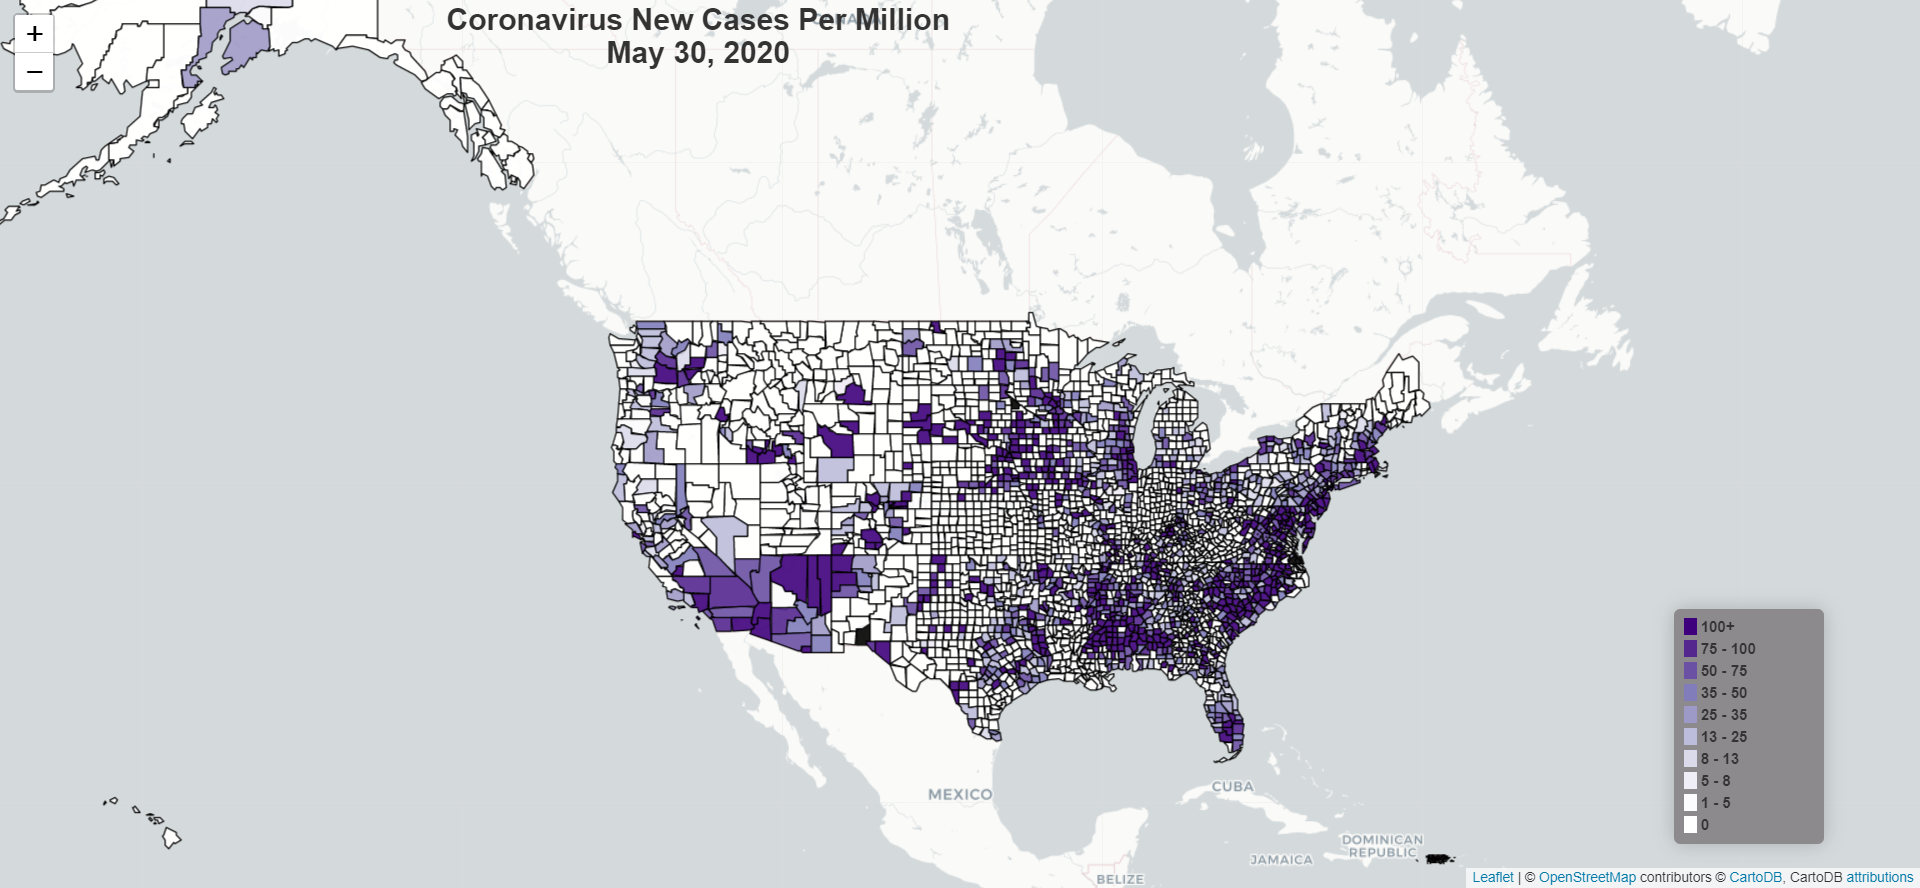 Coronavirus New Cases Per Million
May 30, 2020
CANADA
+
−
100+
75 - 100
50 - 75
35 - 50
25 - 35
13 - 25
8 - 13
5 - 8
1 - 5
0
MEXICO
CUBA
DOMINICAN
REPUBLIC
JAMAICA
BELIZE
Leaflet | © OpenStreetMap contributors © CartoDB, CartoDB attributions